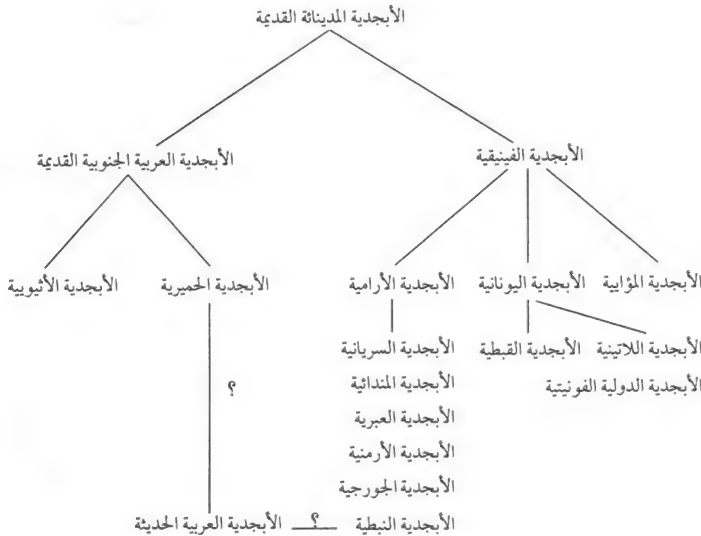 الأبجدية المدينائة القديمة
الأبجدية الفينيقية
الأبجدية العربية الجنوبية القديمة
الأبجدية المؤابية
الأبجدية اليونانية
الأبجدية الأرامية
الأبجدية الحميرية
الأبجدية الأثيوبية
الأبجدية اللاتينية
الأبجدية القبطية
الأبجدية السريانية
الأبجدية الدولية الفونيتية
الأبجدية المندائية
؟
الأبجدية العبرية
الأبجدية الأرمنية
الأبجدية الجورجية
الأبجدية النبطية
؟
الأبجدية العربية الحديثة